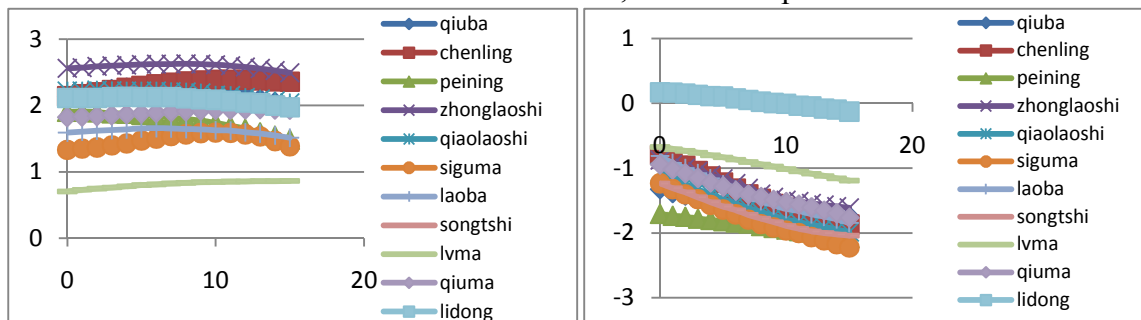 3
2
1
0
0
10
20
qiuba
chenling
peining
zhonglaoshi
qiaolaoshi
siguma
laoba
songtshi
lvma
qiuma
lidong
1
0
-1
-2
-3
0
10
20
qiuba
chenling
peining
zhonglaoshi
qiaolaoshi
siguma
laoba
songtshi
lvma
qiuma
lidong